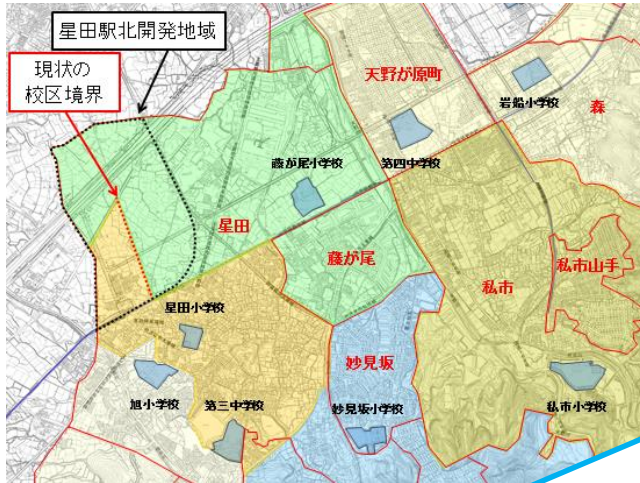 星田駅北開発地域
現状の
校区境界
天野が原町
岩船小学校
森
藤が尾小学校
第四中学校
星田
藤が尾
私市
私市山手
星田小学校
妙見坂
旭小学校
第三中学校
妙見坂小学校
私市小学校